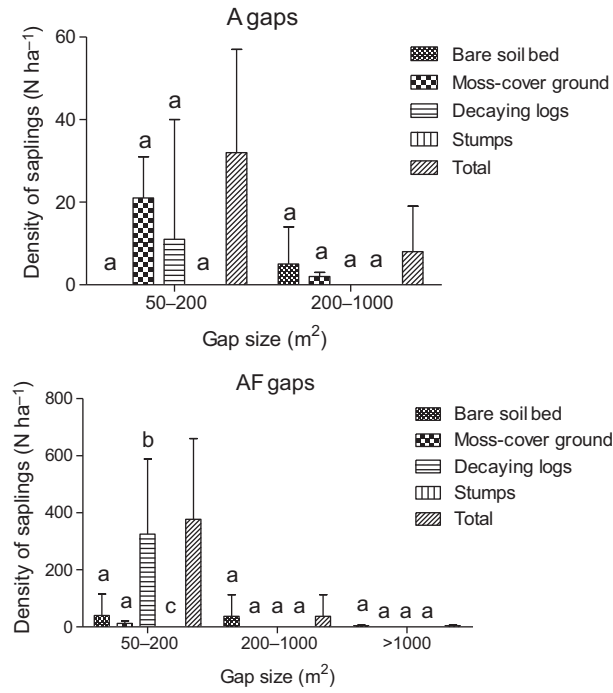 A gaps
60
40
20
0
Density of saplings (N ha⁻¹)
a a a a a a a a
50–200 200–1000
Gap size (m²)
Bare soil bed
Moss-cover ground
Decaying logs
Stumps
Total
AF gaps
800
600
400
200
0
Density of saplings (N ha⁻¹)
a a b c a a a a a a a a
50–200 200–1000 >1000
Gap size (m²)
Bare soil bed
Moss-cover ground
Decaying logs
Stumps
Total